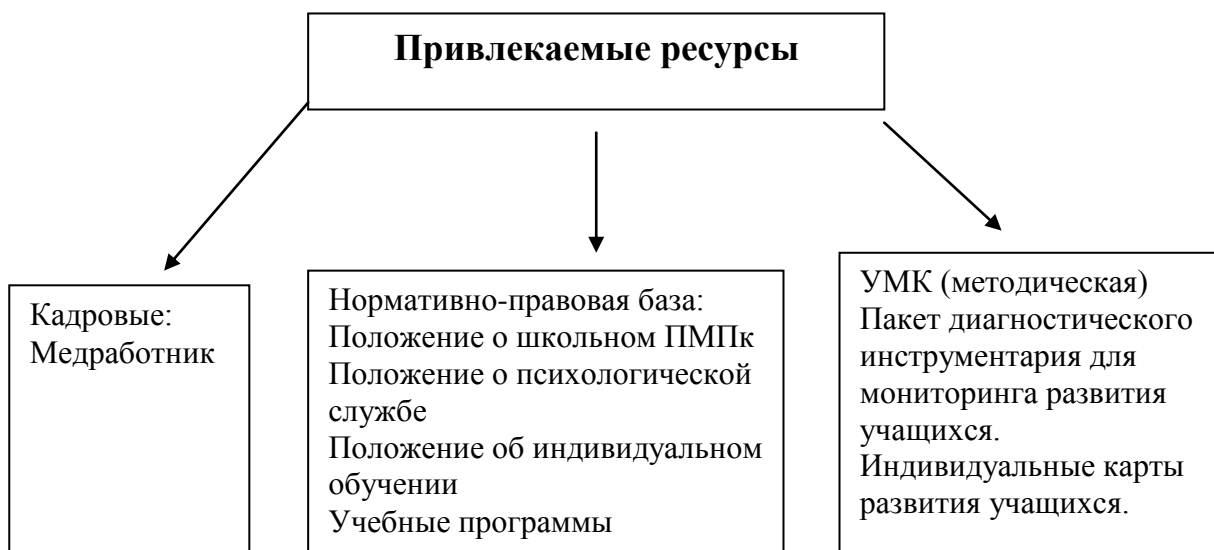 Привлекаемые ресурсы
Кадровые:
Медработник
Нормативно-правовая база:
Положение о школьном ПМПк
Положение о психологической
службе
Положение об индивидуальном
обучении
Учебные программы
УМК (методическая)
Пакет диагностического
инструментария для
мониторинга развития
учащихся.
Индивидуальные карты
развития учащихся.